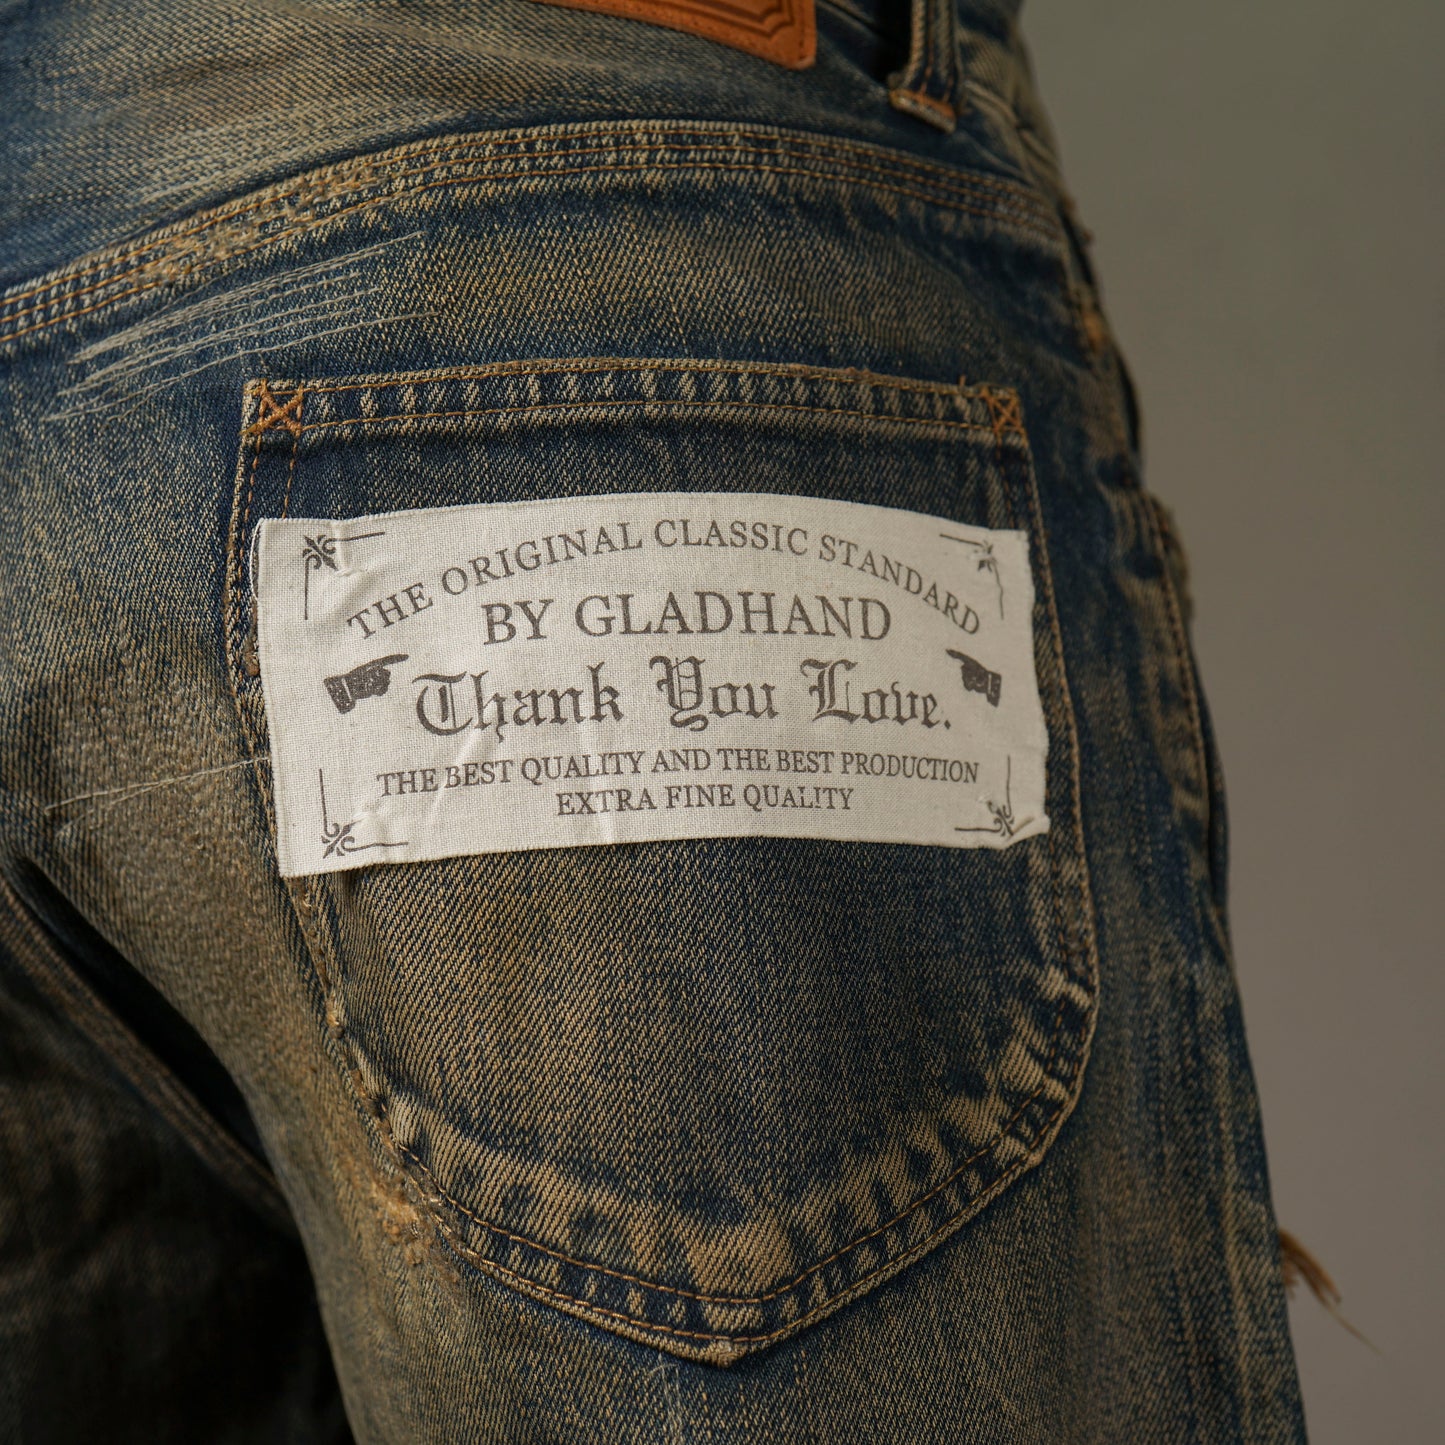 THE ORIGINAL CLASSIC STANDARD
BY GLADHAND
Thank You Love.
THE BEST QUALITY AND THE BEST PRODUCTION
EXTRA FINE QUALITY